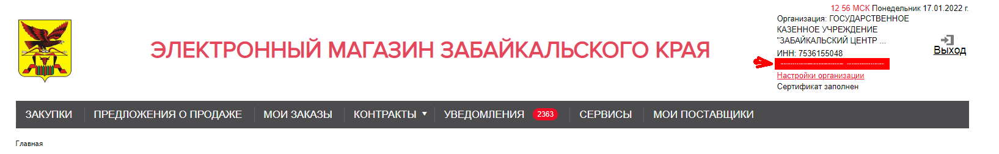 12 56 МСК Понедельник 17.01.2022 г.
Организация: ГОСУДАРСТВЕННОЕ
КАЗЕННОЕ УЧРЕЖДЕНИЕ
"ЗАБАЙКАЛЬСКИЙ ЦЕНТР ...
ИНН: 7536155048
Настройки организации
Сертификат заполнен
Выход
ЭЛЕКТРОННЫЙ МАГАЗИН ЗАБАЙКАЛЬСКОГО КРАЯ
ЗАКУПКИ ПРЕДЛОЖЕНИЯ О ПРОДАЖЕ МОИ ЗАКАЗЫ КОНТРАКТЫ УВЕДОМЛЕНИЯ 2363 СЕРВИСЫ МОИ ПОСТАВЩИКИ
Главная